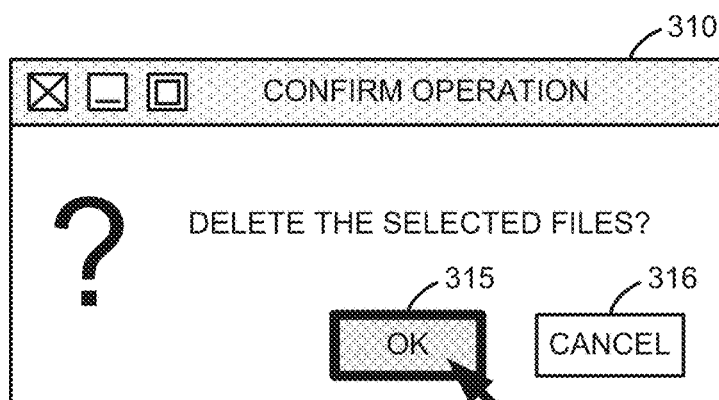 310
CONFIRM OPERATION
?
DELETE THE SELECTED FILES?
315
316
OK
CANCEL